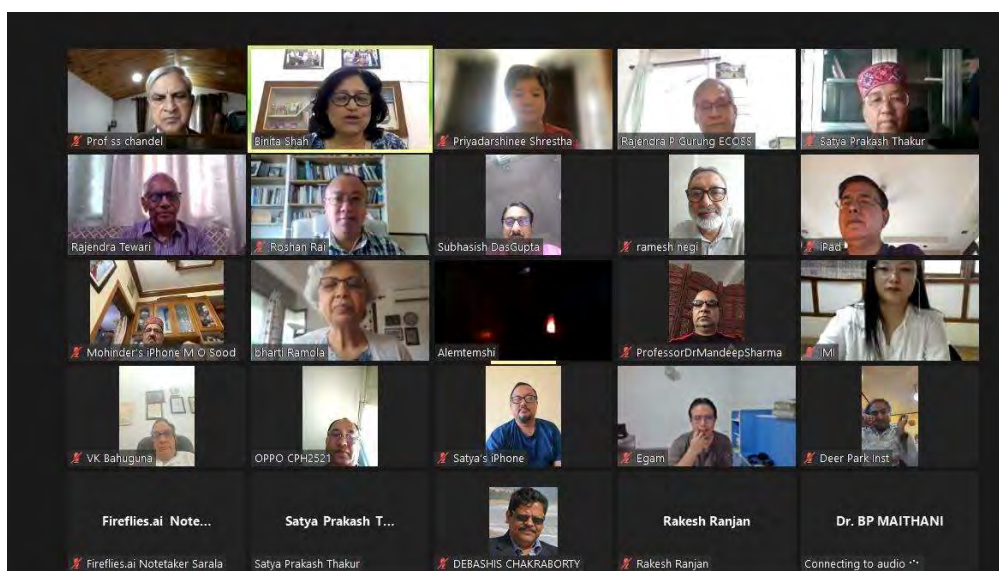 Prof ss chandel
Binita Shah
Priyadarshinee Shrestha
Rajendra P Gurung ECOSS
Satya Prakash Thakur
Rajendra Tewari
Roshan Rai
Subhasish DasGupta
ramesh negi
iPad
Mohinder's iPhone M O Sood
bharti Ramola
Alemtemshi
ProfessorDrMandeepSharma
IMI
VK Bahuguna
OPPO CPH2521
Satya's iPhone
Egam
Deer Park Inst
Fireflies.ai Note...
Satya Prakash T...
Rakesh Ranjan
Dr. BP MAITHANI
Fireflies.ai Notetaker Sarala
Satya Prakash Thakur
DEBASHIS CHAKRABORTY
Rakesh Ranjan
Connecting to audio